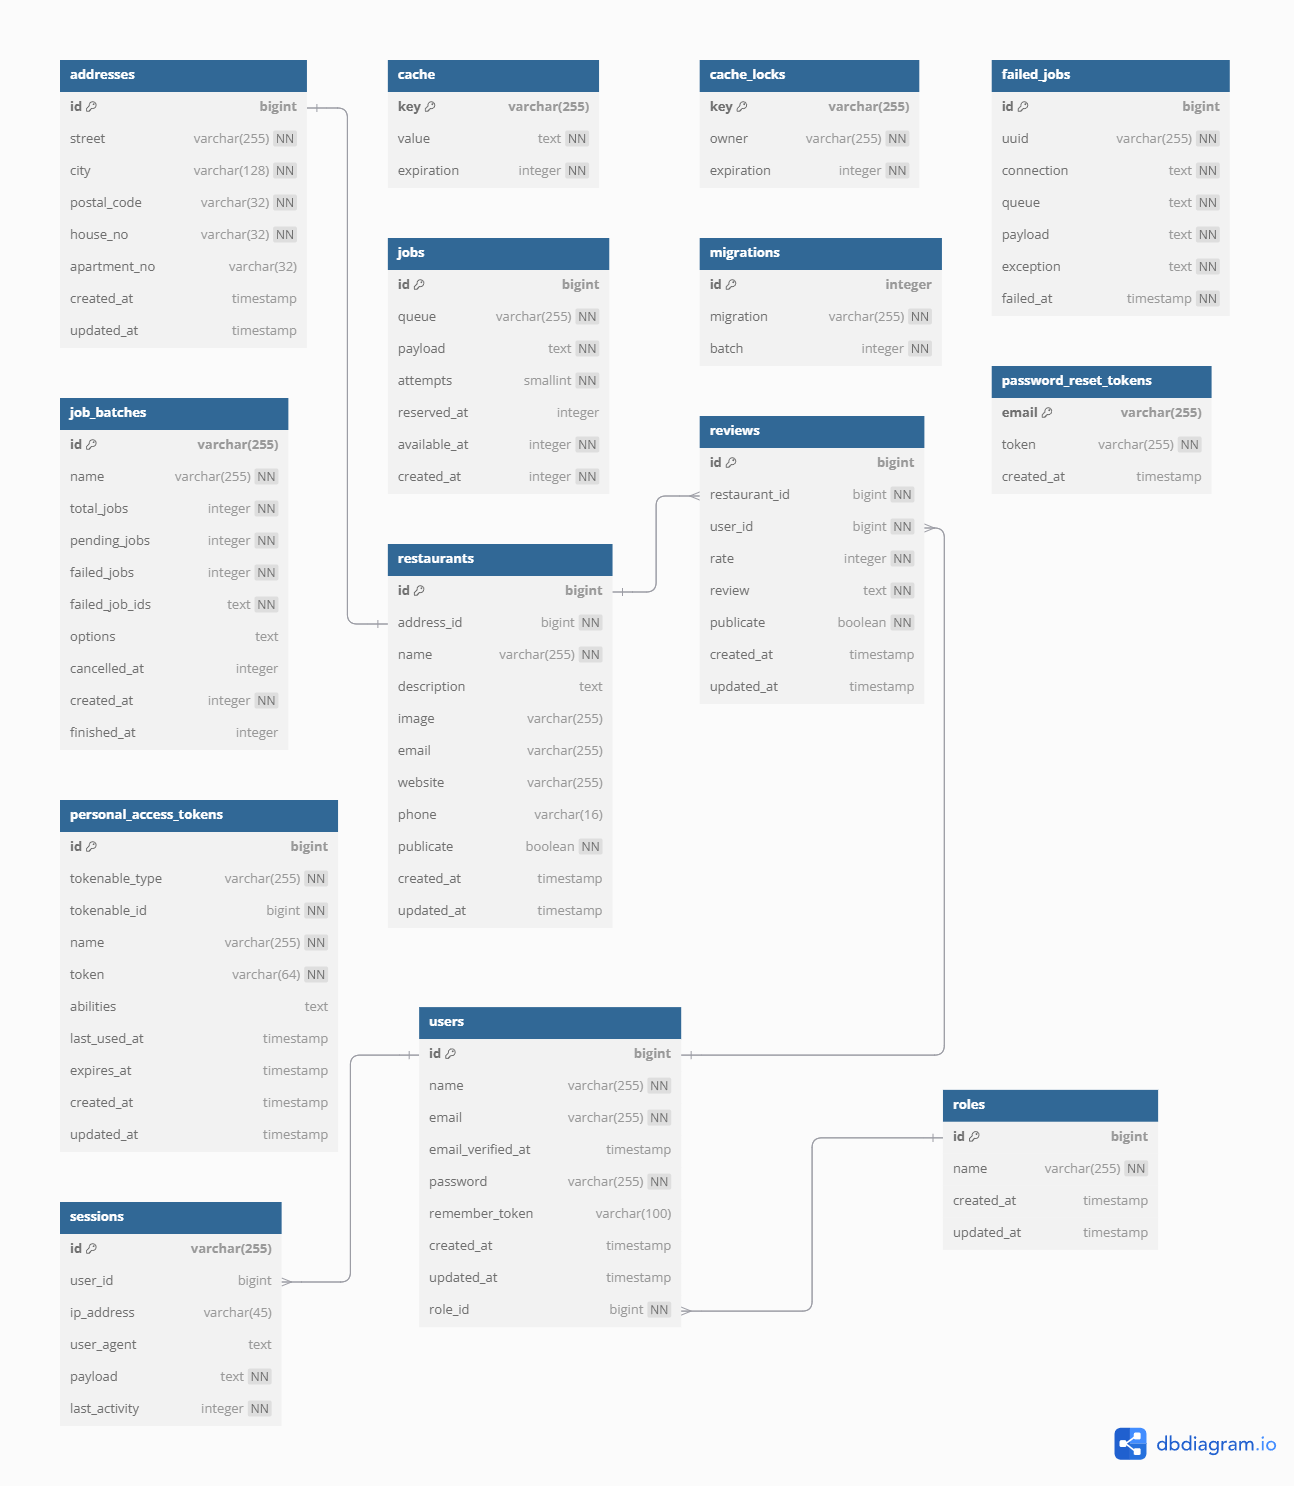 addresses
id bigint
street varchar(255) NN
city varchar(128) NN
postal_code varchar(32) NN
house_no varchar(32) NN
apartment_no varchar(32)
created_at timestamp
updated_at timestamp
cache
key varchar(255)
value text NN
expiration integer NN
cache_locks
key varchar(255)
owner varchar(255) NN
expiration integer NN
failed_jobs
id bigint
uuid varchar(255) NN
connection text NN
queue text NN
payload text NN
exception text NN
failed_at timestamp NN
jobs
id bigint
queue varchar(255) NN
payload text NN
attempts smallint NN
reserved_at integer
available_at integer NN
created_at integer NN
migrations
id integer
migration varchar(255) NN
batch integer NN
password_reset_tokens
email varchar(255)
token varchar(255) NN
created_at timestamp
job_batches
id varchar(255)
name varchar(255) NN
total_jobs integer NN
pending_jobs integer NN
failed_jobs integer NN
failed_job_ids text NN
options text
cancelled_at integer
created_at integer NN
finished_at integer
reviews
id bigint
restaurant_id bigint NN
user_id bigint NN
rate integer NN
review text NN
publicate boolean NN
created_at timestamp
updated_at timestamp
restaurants
id bigint
address_id bigint NN
name varchar(255) NN
description text
image varchar(255)
email varchar(255)
website varchar(255)
phone varchar(16)
publicate boolean NN
created_at timestamp
updated_at timestamp
personal_access_tokens
id bigint
tokenable_type varchar(255) NN
tokenable_id bigint NN
name varchar(255) NN
token varchar(64) NN
abilities text
last_used_at timestamp
expires_at timestamp
created_at timestamp
updated_at timestamp
users
id bigint
name varchar(255) NN
email varchar(255) NN
email_verified_at timestamp
password varchar(255) NN
remember_token varchar(100)
created_at timestamp
updated_at timestamp
role_id bigint NN
roles
id bigint
name varchar(255) NN
created_at timestamp
updated_at timestamp
sessions
id varchar(255)
user_id bigint
ip_address varchar(45)
user_agent text
payload text NN
last_activity integer NN
dbdiagram.io